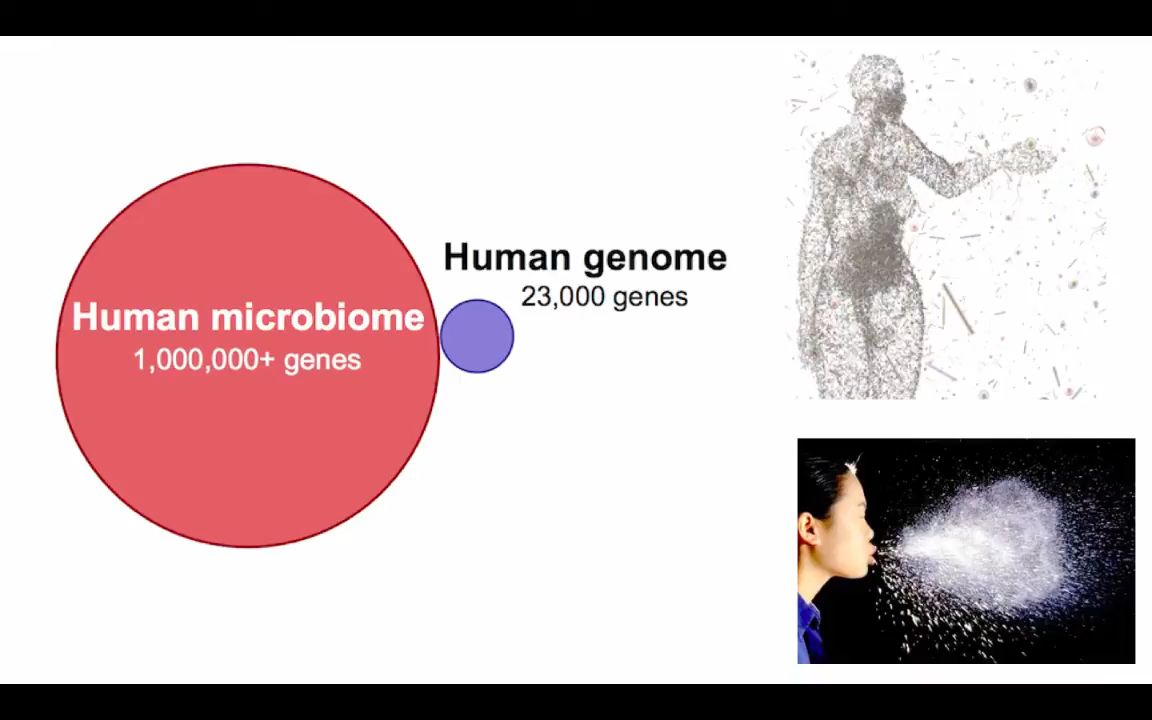 Human genome
23,000 genes
Human microbiome
1,000,000+ genes